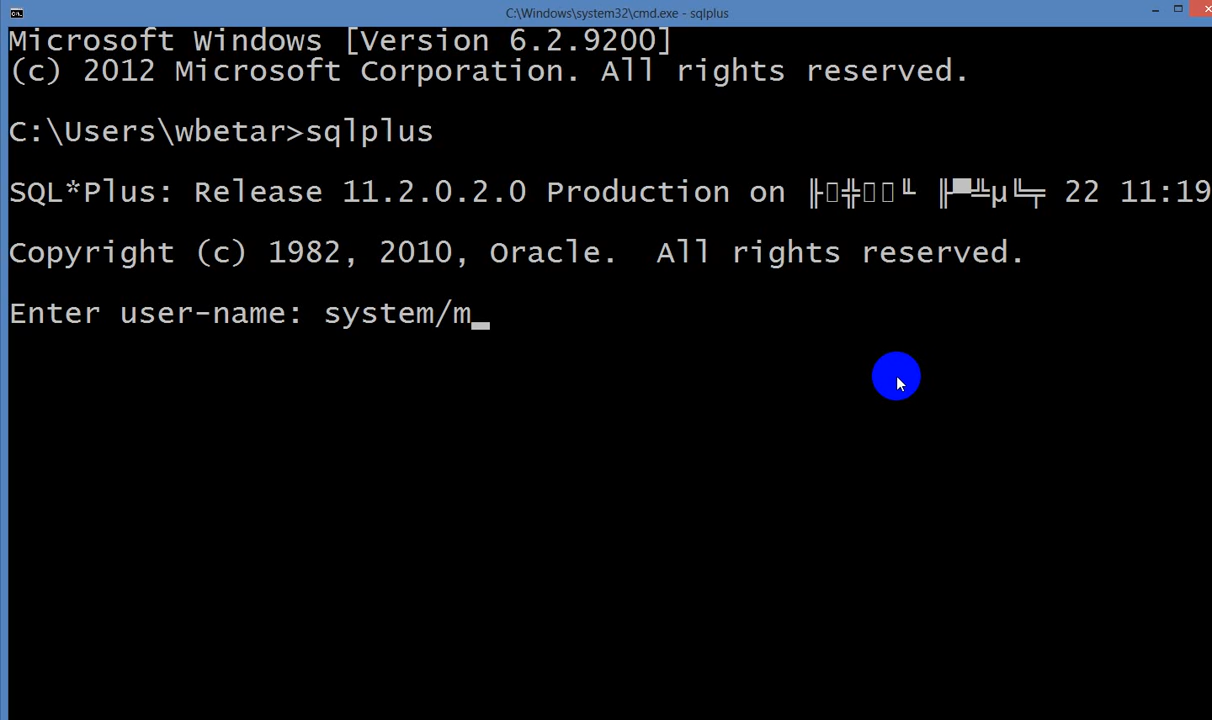 C:\Windows\system32\cmd.exe - sqlplus
Microsoft Windows [Version 6.2.9200]
(c) 2012 Microsoft Corporation. All rights reserved.
C:\Users\wbetar>sqlplus
SQL*Plus: Release 11.2.0.2.0 Production on 22 11:19
Copyright (c) 1982, 2010, Oracle.  All rights reserved.
Enter user-name: system/m_